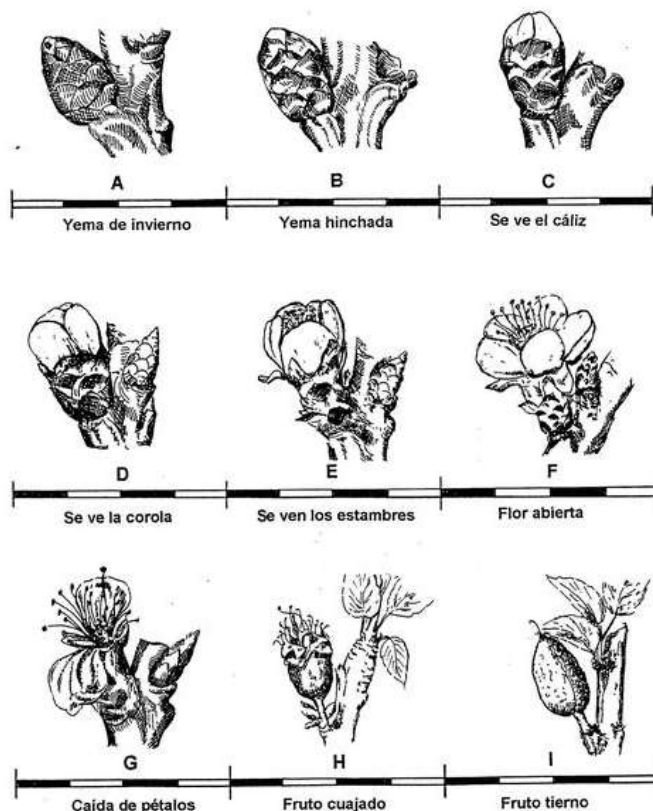 A
B
C
Yema de invierno
Yema hinchada
Se ve el cáliz
D
E
F
Se ve la corola
Se ven los estambres
Flor abierta
G
H
I
Caída de pétalos
Fruto cuajado
Fruto tierno